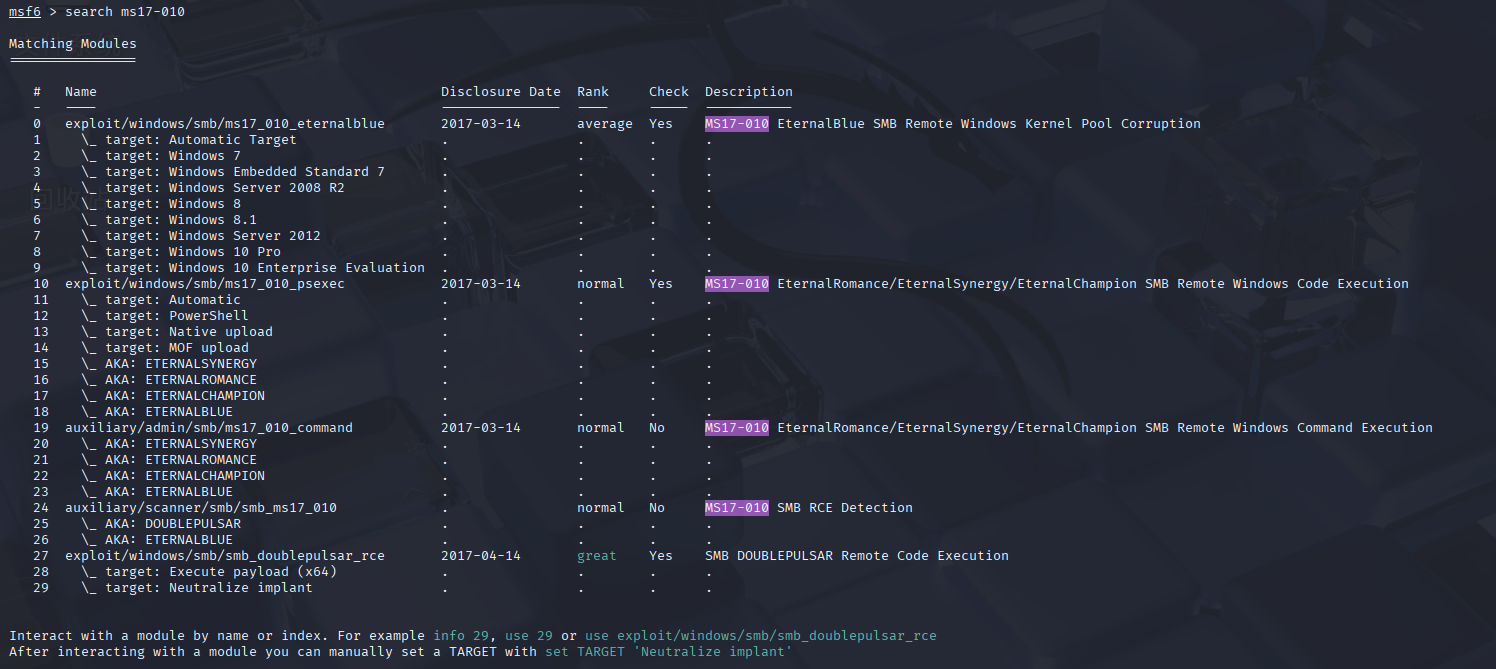 msf6 > search ms17-010
Matching Modules
# Name Disclosure Date Rank Check Description
0 exploit/windows/smb/ms17_010_eternalblue 2017-03-14 average Yes MS17-010 EternalBlue SMB Remote Windows Kernel Pool Corruption
1 \_ target: Automatic Target . . . .
2 \_ target: Windows 7 . . . .
3 \_ target: Windows Embedded Standard 7 . . . .
4 \_ target: Windows Server 2008 R2 . . . .
5 \_ target: Windows 8 . . . .
6 \_ target: Windows 8.1 . . . .
7 \_ target: Windows Server 2012 . . . .
8 \_ target: Windows 10 Pro . . . .
9 \_ target: Windows 10 Enterprise Evaluation . . . .
10 exploit/windows/smb/ms17_010_psexec 2017-03-14 normal Yes MS17-010 EternalRomance/EternalSynergy/EternalChampion SMB Remote Windows Code Execution
11 \_ target: Automatic . . . .
12 \_ target: PowerShell . . . .
13 \_ target: Native upload . . . .
14 \_ target: MOF upload . . . .
15 \_ AKA: ETERNALSYNERGY . . . .
16 \_ AKA: ETERNALROMANCE . . . .
17 \_ AKA: ETERNALCHAMPION . . . .
18 \_ AKA: ETERNALBLUE . . . .
19 auxiliary/admin/smb/ms17_010_command 2017-03-14 normal No MS17-010 EternalRomance/EternalSynergy/EternalChampion SMB Remote Windows Command Execution
20 \_ AKA: ETERNALSYNERGY . . . .
21 \_ AKA: ETERNALROMANCE . . . .
22 \_ AKA: ETERNALCHAMPION . . . .
23 \_ AKA: ETERNALBLUE . . . .
24 auxiliary/scanner/smb/smb_ms17_010 . normal No MS17-010 SMB RCE Detection
25 \_ AKA: DOUBLEPULSAR . . . .
26 \_ AKA: ETERNALBLUE . . . .
27 exploit/windows/smb/smb_doublepulsar_rce 2017-04-14 great Yes SMB DOUBLEPULSAR Remote Code Execution
28 \_ target: Execute payload (x64) . . . .
29 \_ target: Neutralize implant . . . .
Interact with a module by name or index. For example info 29, use 29 or use exploit/windows/smb/smb_doublepulsar_rce
After interacting with a module you can manually set a TARGET with set TARGET 'Neutralize implant'